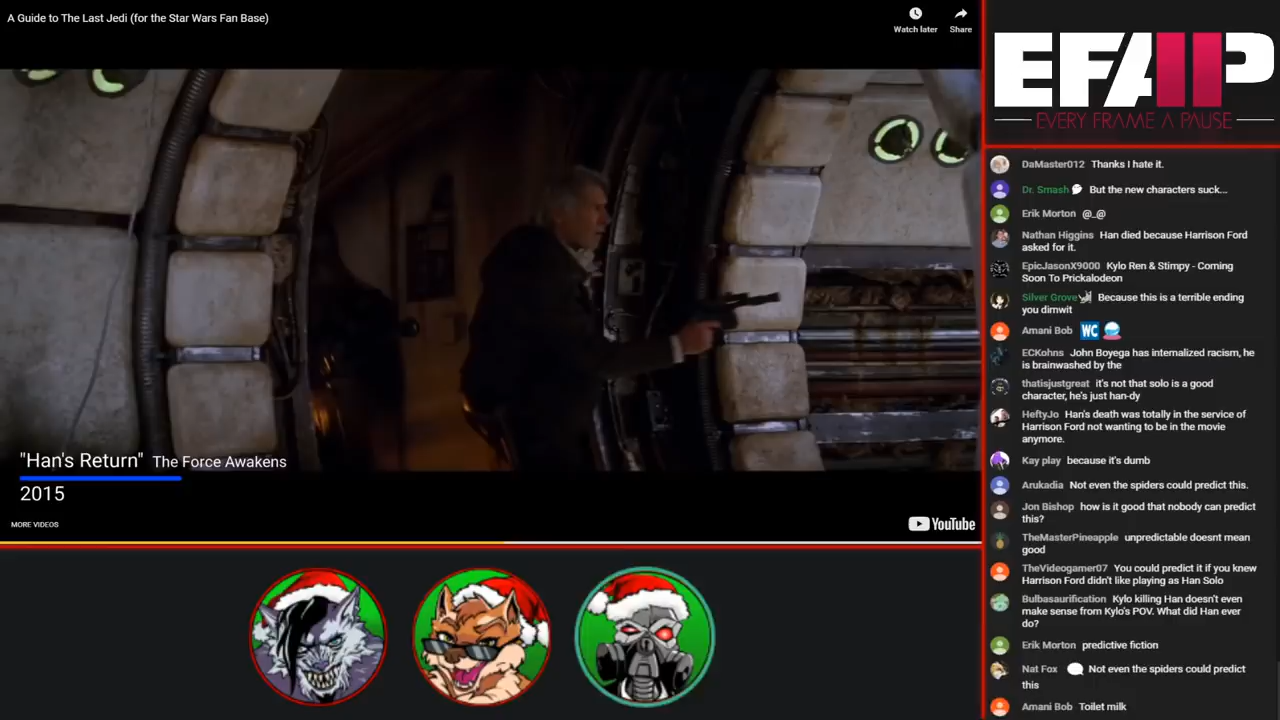 A Guide to The Last Jedi (for the Star Wars Fan Base)
Watch later
Share
"Han's Return" The Force Awakens
2015
MORE VIDEOS
YouTube
EFAP
EVERY FRAME A PAUSE
DaMaster012 Thanks I hate it.
Dr. Smash But the new characters suck...
Erik Morton @_@
Nathan Higgins Han died because Harrison Ford
asked for it.
EpicJasonX9000 Kylo Ren & Stimpy - Coming
Soon To Prickalodeon
Silver Grove Because this is a terrible ending
you dimwit
Amani Bob WC
ECKohns John Boyega has internalized racism, he
is brainwashed by the
thatisjustgreat it's not that solo is a good
character, he's just han-dy
HeftyJo Han's death was totally in the service of
Harrison Ford not wanting to be in the movie
anymore.
Kay play because it's dumb
Arukadia Not even the spiders could predict this.
Jon Bishop how is it good that nobody can predict
this?
TheMasterPineapple unpredictable doesnt mean
good
TheVideogamer07 You could predict it if you knew
Harrison Ford didn't like playing as Han Solo
Bulbasaurification Kylo killing Han doesn't even
make sense from Kylo's POV. What did Han ever
do?
Erik Morton predictive fiction
Nat Fox Not even the spiders could predict
this
Amani Bob Toilet milk